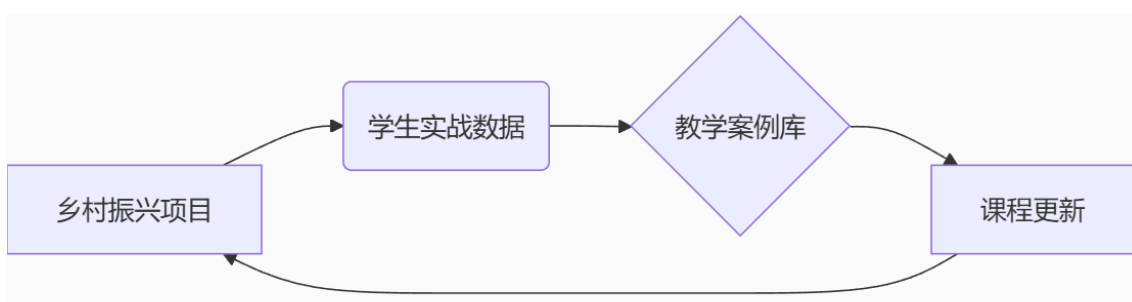 乡村振兴项目
学生实战数据
教学案例库
课程更新